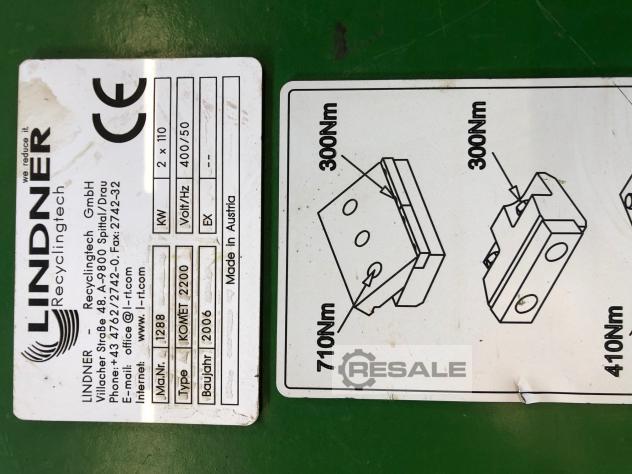 we reduce it.
LINDNER
Recyclingtech
CE
LINDNER - Recyclingtech GmbH
Villacher Straße 48, A-9800 Spittal/Drau
Phone:+43 4762/2742-0, Fax: 2742-32
E-mail: office@l-rt.com
Internet: www.l-rt.com
Ma.Nr. 1288 KW 2 x 110
Type KOMET 2200 Volt/Hz 400/50
Baujahr 2006 EX --
Made in Austria
300Nm
300Nm
710Nm
410Nm
RESALE